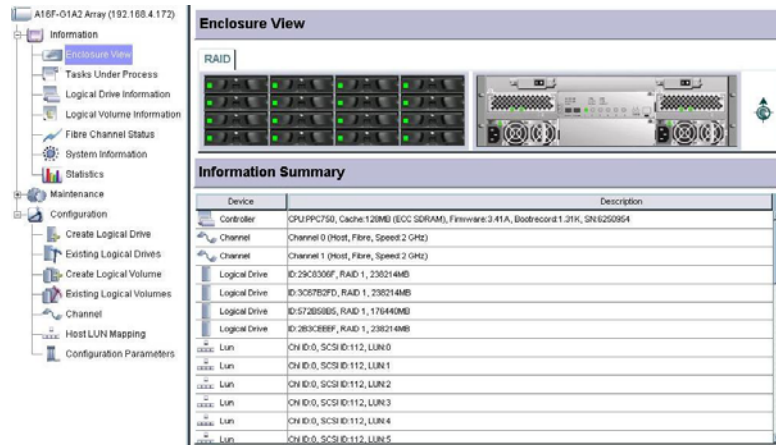 A16F-G1A2 Array (192.168.4.172)
Information
Enclosure View
Tasks Under Process
Logical Drive Information
Logical Volume Information
Fibre Channel Status
System Information
Statistics
Maintenance
Configuration
Create Logical Drive
Existing Logical Drives
Create Logical Volume
Existing Logical Volumes
Channel
Host LUN Mapping
Configuration Parameters
Enclosure View
RAID
Information Summary
Device Description
Controller CPU:PPC750, Cache:128MB (ECC SDRAM), Firmware:3.41A, Bootrecord:1.31K, SN:6250954
Channel Channel 0 (Host, Fibre, Speed:2 GHz)
Channel Channel 1 (Host, Fibre, Speed:2 GHz)
Logical Drive ID:29C8306F, RAID 1, 238214MB
Logical Drive ID:3C67B2FD, RAID 1, 238214MB
Logical Drive ID:572B58B5, RAID 1, 176440MB
Logical Drive ID:2B3CEEEF, RAID 1, 238214MB
Lun Chl ID:0, SCSI ID:112, LUN:0
Lun Chl ID:0, SCSI ID:112, LUN:1
Lun Chl ID:0, SCSI ID:112, LUN:2
Lun Chl ID:0, SCSI ID:112, LUN:3
Lun Chl ID:0, SCSI ID:112, LUN:4
Lun Chl ID:0, SCSI ID:112, LUN:5